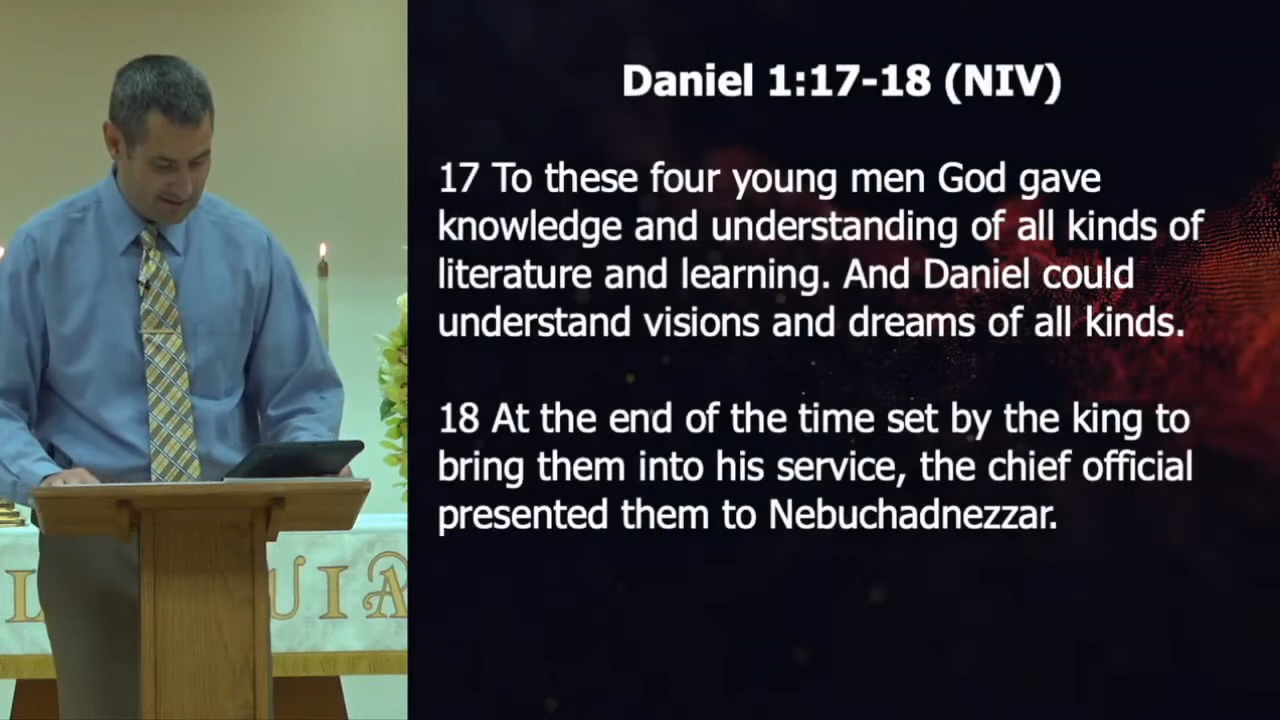 Daniel 1:17-18 (NIV)
17 To these four young men God gave
knowledge and understanding of all kinds of
literature and learning. And Daniel could
understand visions and dreams of all kinds.
18 At the end of the time set by the king to
bring them into his service, the chief official
presented them to Nebuchadnezzar.
L
UIA